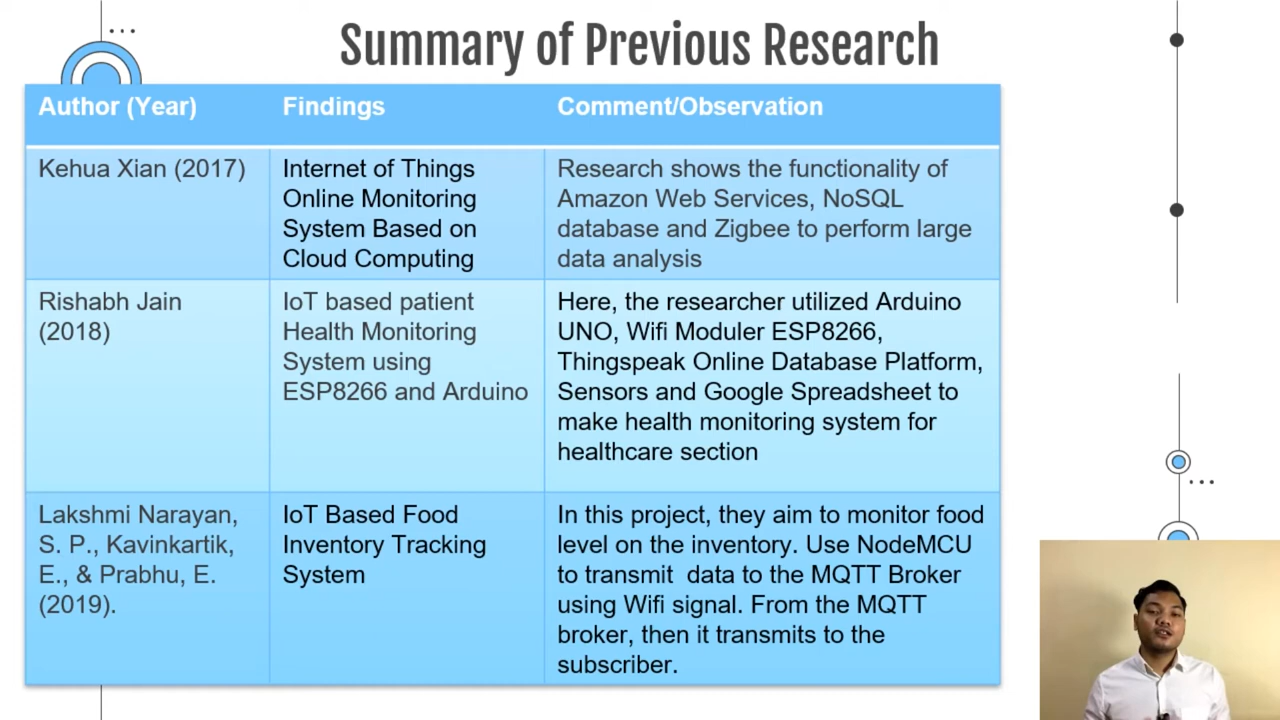 Summary of Previous Research
Author (Year)
Findings
Comment/Observation
Kehua Xian (2017)
Internet of Things
Online Monitoring
System Based on
Cloud Computing
Research shows the functionality of
Amazon Web Services, NoSQL
database and Zigbee to perform large
data analysis
Rishabh Jain
(2018)
IoT based patient
Health Monitoring
System using
ESP8266 and Arduino
Here, the researcher utilized Arduino
UNO, Wifi Moduler ESP8266,
Thingspeak Online Database Platform,
Sensors and Google Spreadsheet to
make health monitoring system for
healthcare section
Lakshmi Narayan,
S. P., Kavinkartik,
E., & Prabhu, E.
(2019).
IoT Based Food
Inventory Tracking
System
In this project, they aim to monitor food
level on the inventory. Use NodeMCU
to transmit  data to the MQTT Broker
using Wifi signal. From the MQTT
broker, then it transmits to the
subscriber.